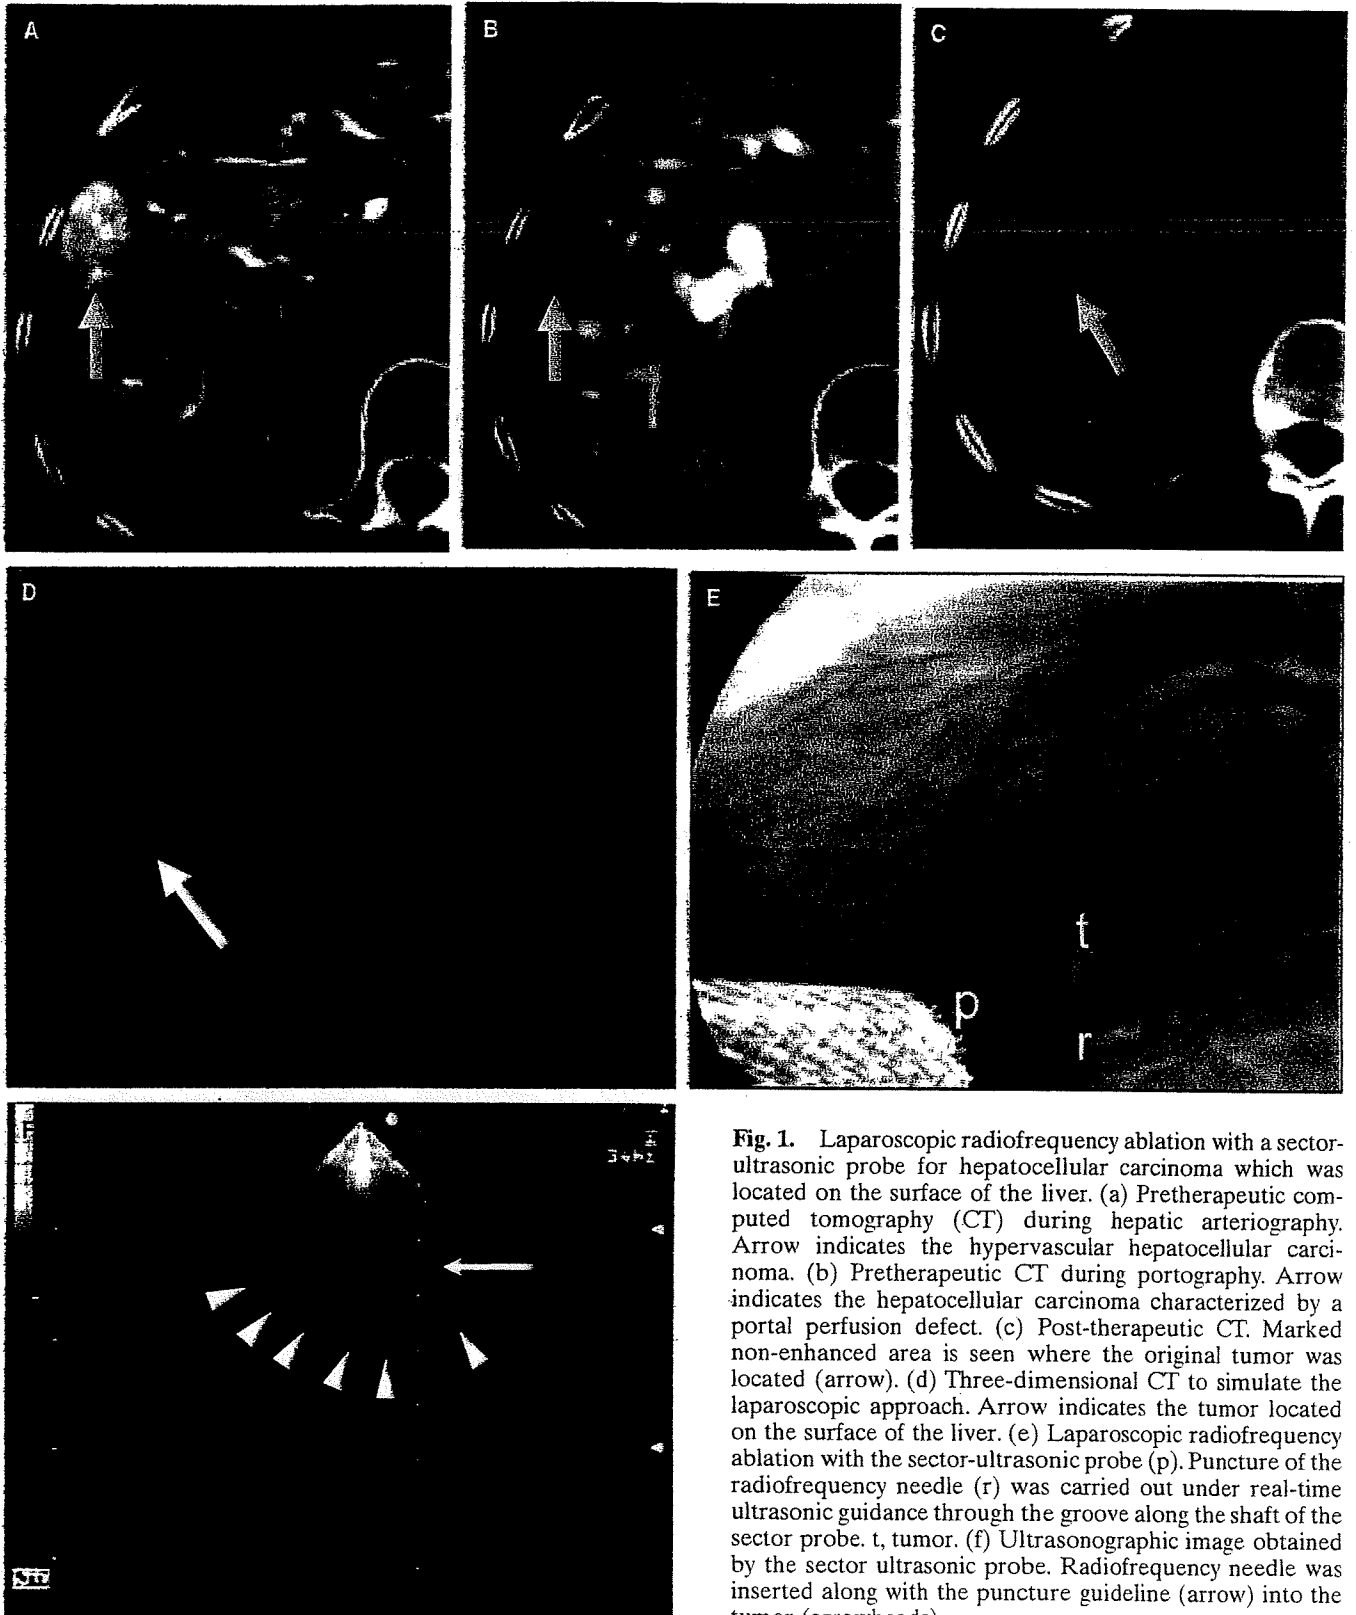 A
B
C
D
E
t
p
r
Fig. 1. Laparoscopic radiofrequency ablation with a sector-
ultrasonic probe for hepatocellular carcinoma which was
located on the surface of the liver. (a) Pretherapeutic com-
puted tomography (CT) during hepatic arteriography.
Arrow indicates the hypervascular hepatocellular carci-
noma. (b) Pretherapeutic CT during portography. Arrow
indicates the hepatocellular carcinoma characterized by a
portal perfusion defect. (c) Post-therapeutic CT. Marked
non-enhanced area is seen where the original tumor was
located (arrow). (d) Three-dimensional CT to simulate the
laparoscopic approach. Arrow indicates the tumor located
on the surface of the liver. (e) Laparoscopic radiofrequency
ablation with the sector-ultrasonic probe (p). Puncture of the
radiofrequency needle (r) was carried out under real-time
ultrasonic guidance through the groove along the shaft of the
sector probe. t, tumor. (f) Ultrasonographic image obtained
by the sector ultrasonic probe. Radiofrequency needle was
inserted along with the puncture guideline (arrow) into the